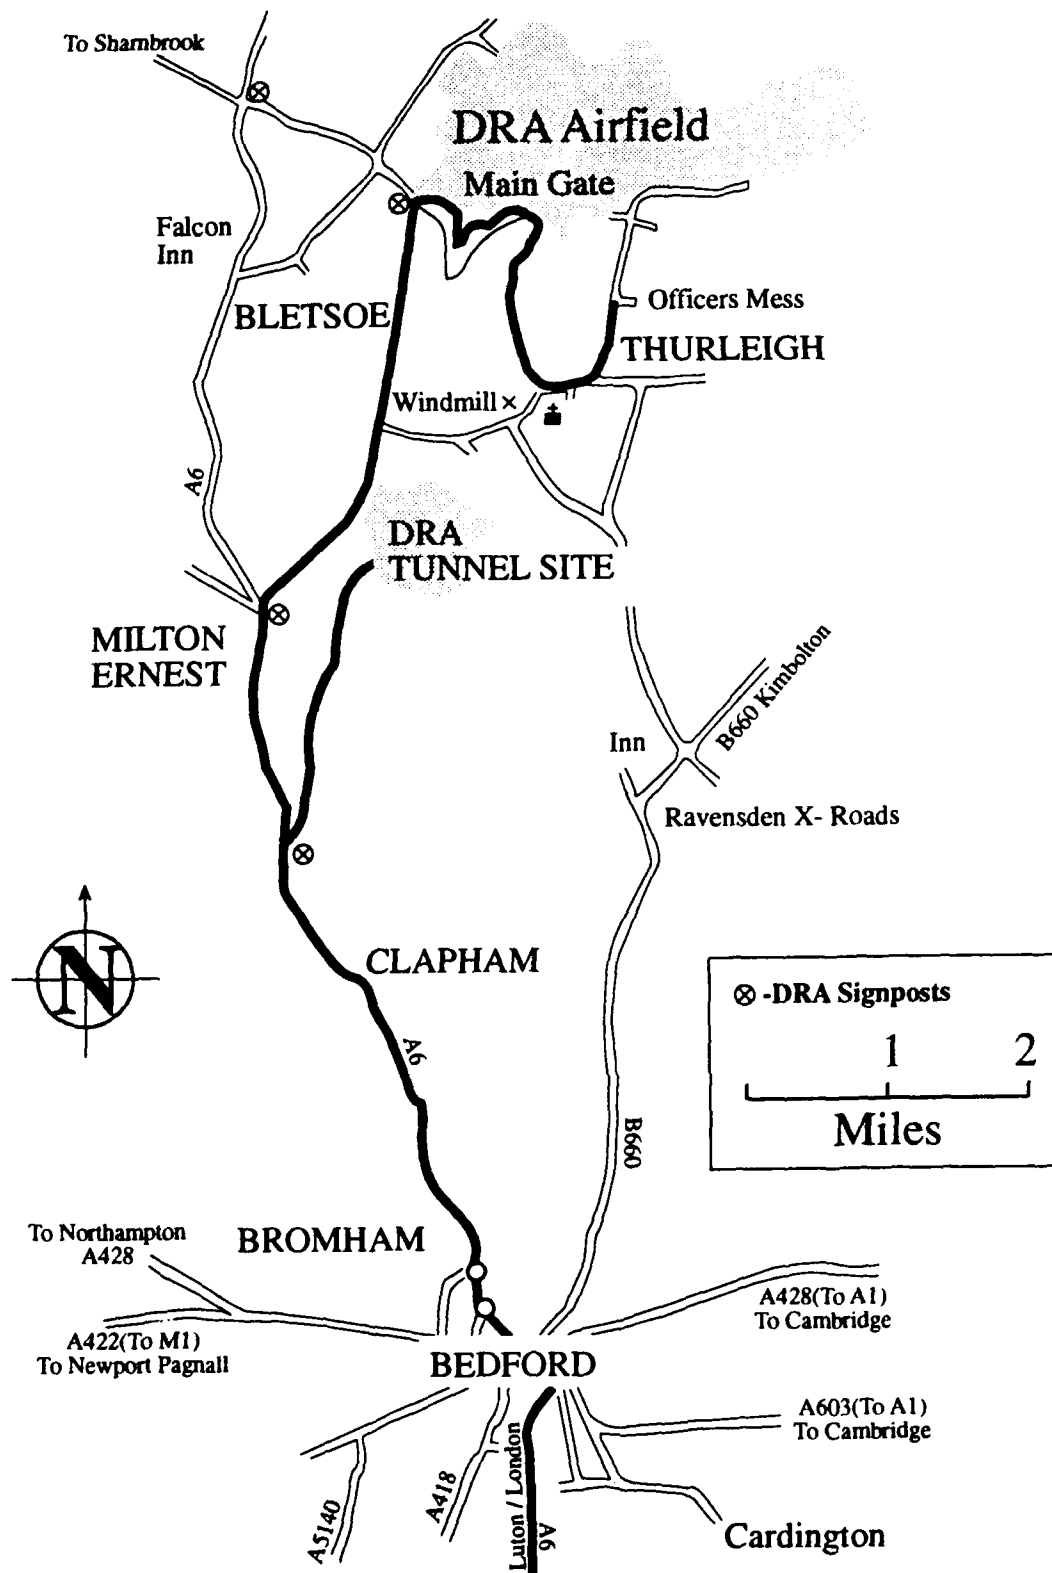 To Sharnbrook
DRA Airfield
Main Gate
Falcon
Inn
Officers Mess
BLETSOE
THURLEIGH
Windmill
A6
DRA
TUNNEL SITE
MILTON
ERNEST
B660 Kimbolton
Inn
Ravensden X- Roads
CLAPHAM
N
-DRA Signposts
A6
1 2
Miles
B660
To Northampton
A428
BROMHAM
A428(To A1)
To Cambridge
A422(To M1)
To Newport Pagnall
BEDFORD
A603(To A1)
To Cambridge
A5140
A418
Luton / London
A6
Cardington